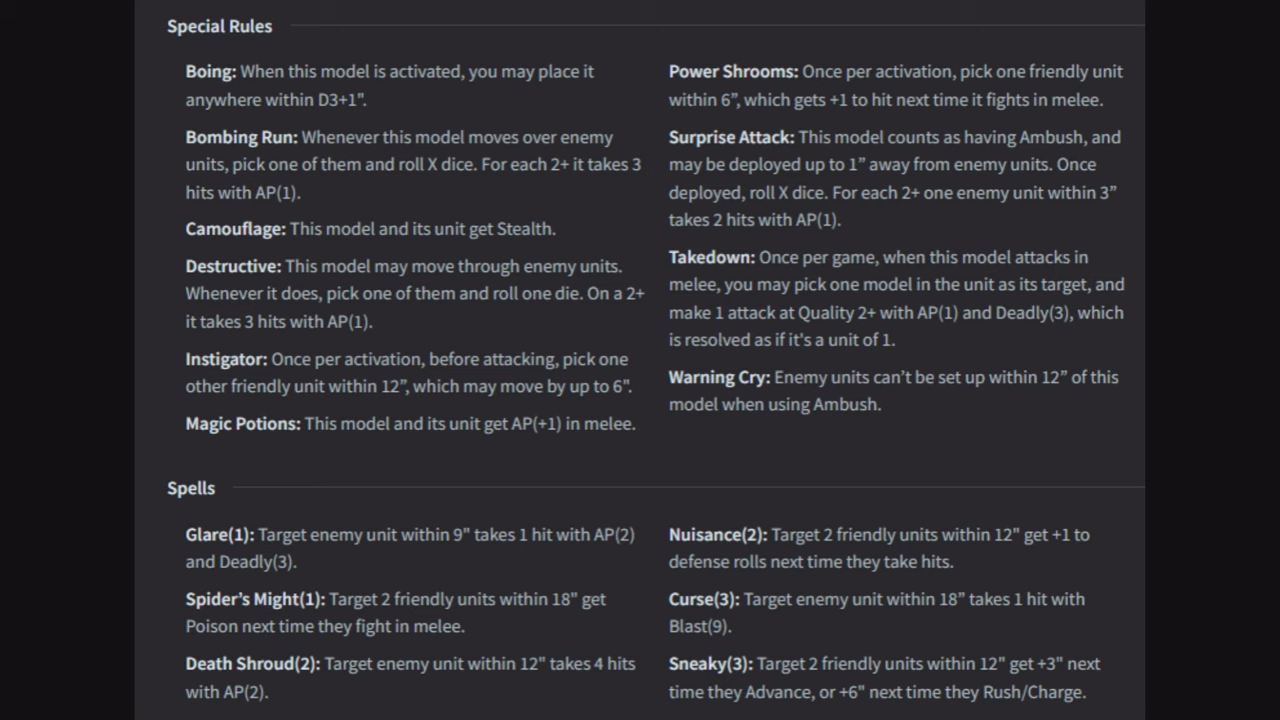 Special Rules
Boing: When this model is activated, you may place it
anywhere within D3+1".
Bombing Run: Whenever this model moves over enemy
units, pick one of them and roll X dice. For each 2+ it takes 3
hits with AP(1).
Camouflage: This model and its unit get Stealth.
Destructive: This model may move through enemy units.
Whenever it does, pick one of them and roll one die. On a 2+
it takes 3 hits with AP(1).
Instigator: Once per activation, before attacking, pick one
other friendly unit within 12”, which may move by up to 6".
Magic Potions: This model and its unit get AP(+1) in melee.
Power Shrooms: Once per activation, pick one friendly unit
within 6”, which gets +1 to hit next time it fights in melee.
Surprise Attack: This model counts as having Ambush, and
may be deployed up to 1” away from enemy units. Once
deployed, roll X dice. For each 2+ one enemy unit within 3”
takes 2 hits with AP(1).
Takedown: Once per game, when this model attacks in
melee, you may pick one model in the unit as its target, and
make 1 attack at Quality 2+ with AP(1) and Deadly(3), which
is resolved as if it's a unit of 1.
Warning Cry: Enemy units can’t be set up within 12” of this
model when using Ambush.
Spells
Glare(1): Target enemy unit within 9" takes 1 hit with AP(2)
and Deadly(3).
Spider’s Might(1): Target 2 friendly units within 18" get
Poison next time they fight in melee.
Death Shroud(2): Target enemy unit within 12" takes 4 hits
with AP(2).
Nuisance(2): Target 2 friendly units within 12" get +1 to
defense rolls next time they take hits.
Curse(3): Target enemy unit within 18” takes 1 hit with
Blast(9).
Sneaky(3): Target 2 friendly units within 12" get +3" next
time they Advance, or +6" next time they Rush/Charge.